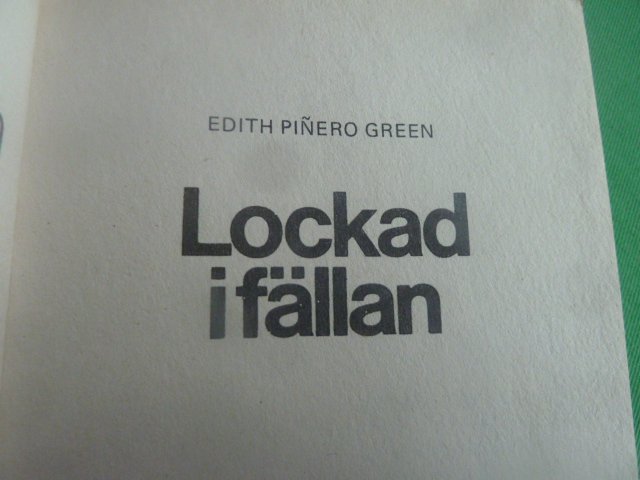 EDITH PIÑERO GREEN
Lockad
i fällan